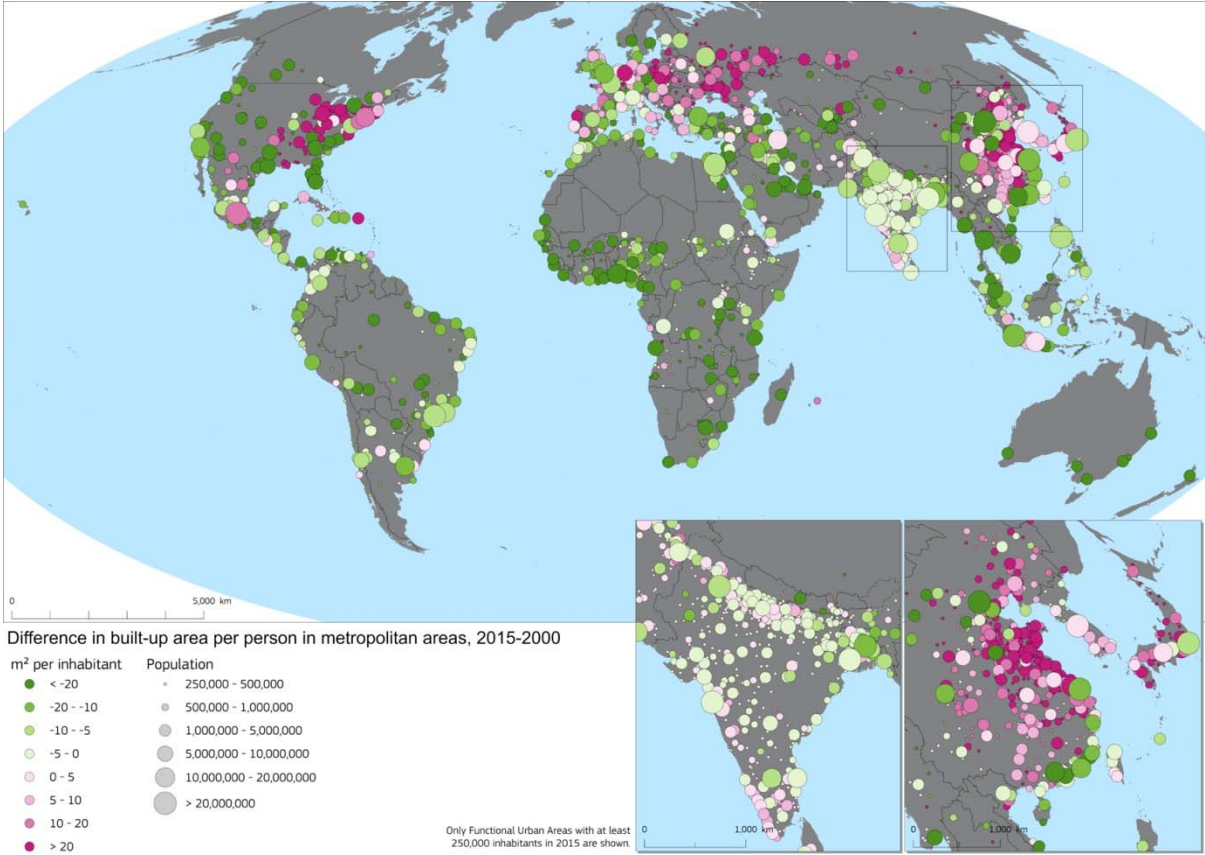 0 5,000 km
Difference in built-up area per person in metropolitan areas, 2015-2000
m² per inhabitant
< -20
-20 - -10
-10 - -5
-5 - 0
0 - 5
5 - 10
10 - 20
> 20
Population
250,000 - 500,000
500,000 - 1,000,000
1,000,000 - 5,000,000
5,000,000 - 10,000,000
10,000,000 - 20,000,000
> 20,000,000
Only Functional Urban Areas with at least
250,000 inhabitants in 2015 are shown.
0 1,000 km
0 1,000 km